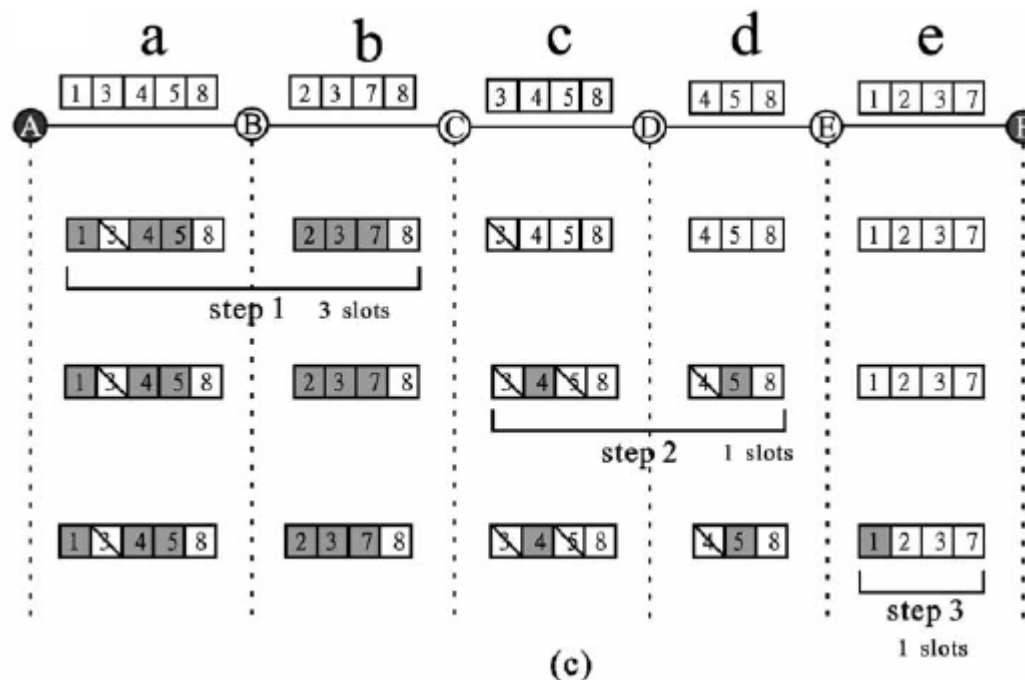 a b c d e
1 3 4 5 8 2 3 7 8 3 4 5 8 4 5 8 1 2 3 7
A B C D E F
1 3 4 5 8 2 3 7 8 3 4 5 8 4 5 8 1 2 3 7
step 1 3 slots
1 3 4 5 8 2 3 7 8 3 4 5 8 4 5 8 1 2 3 7
step 2 1 slots
1 3 4 5 8 2 3 7 8 3 4 5 8 4 5 8 1 2 3 7
step 3
1 slots
(c)